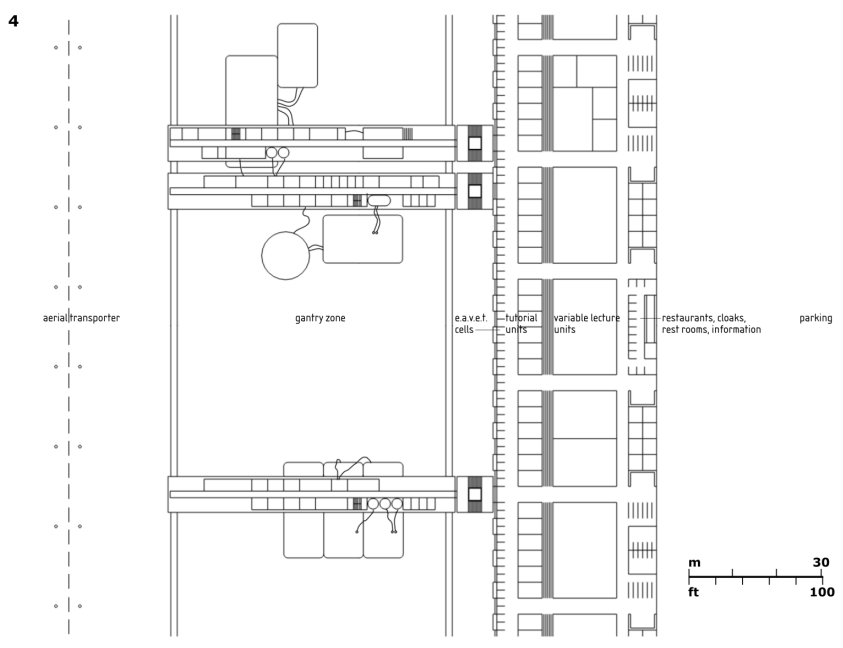 4
aerial transporter
gantry zone
e.a.v.e.t.
cells
tutorial
units
variable lecture
units
restaurants, cloaks,
rest rooms, information
parking
m 30
ft 100